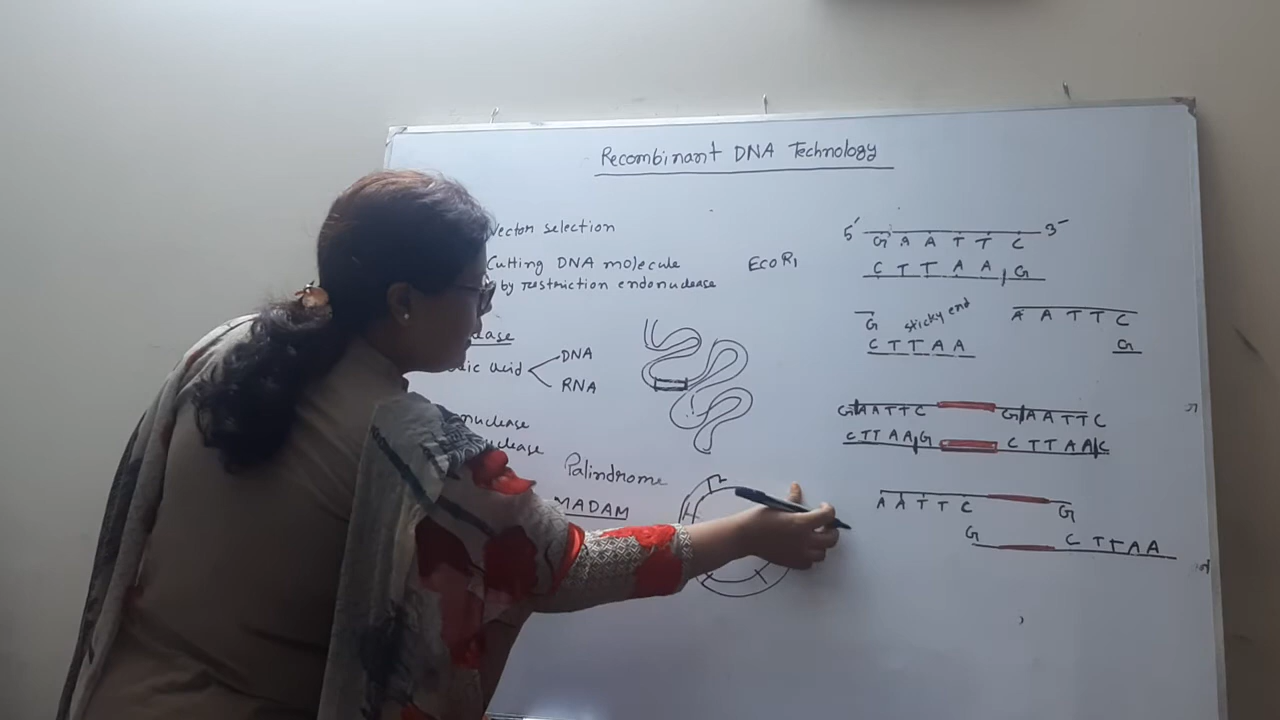 Recombinant DNA Technology
Vector selection
Cutting DNA molecule
by restriction endonuclease
EcoR1
DNA
RNA
Palindrome
MADAM
5′ 3′
G A A T T C
C T T A A G
G sticky end A A T T C
C T T A A G
G A A T T C G A A T T C
C T T A A G C T T A A C
A A T T C G
G C T T A A